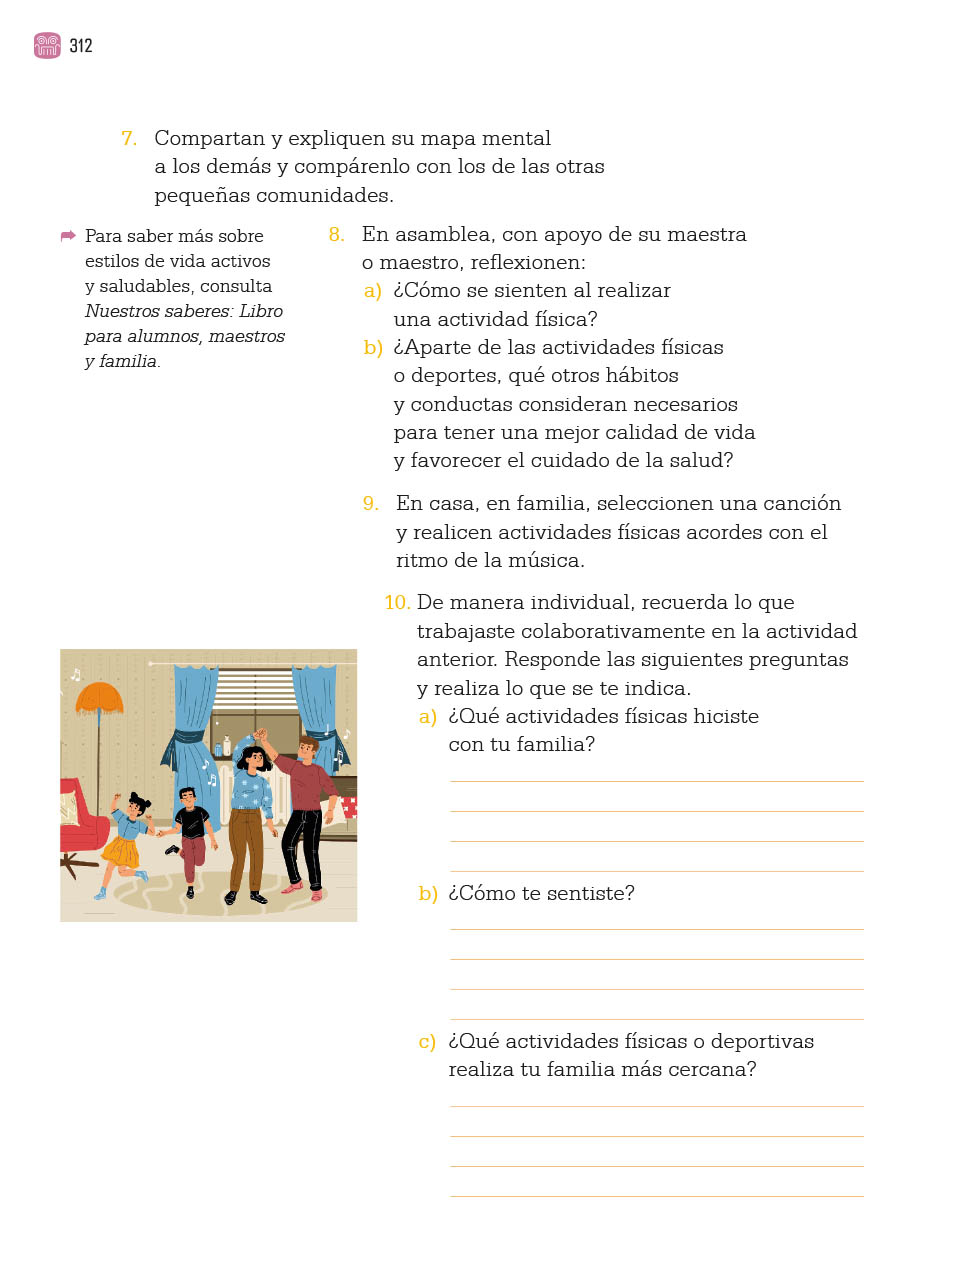 312
7. Compartan y expliquen su mapa mental
a los demás y compárenlo con los de las otras
pequeñas comunidades.
Para saber más sobre
estilos de vida activos
y saludables, consulta
Nuestros saberes: Libro
para alumnos, maestros
y familia.
8. En asamblea, con apoyo de su maestra
o maestro, reflexionen:
a) ¿Cómo se sienten al realizar
una actividad física?
b) ¿Aparte de las actividades físicas
o deportes, qué otros hábitos
y conductas consideran necesarios
para tener una mejor calidad de vida
y favorecer el cuidado de la salud?
9. En casa, en familia, seleccionen una canción
y realicen actividades físicas acordes con el
ritmo de la música.
10. De manera individual, recuerda lo que
trabajaste colaborativamente en la actividad
anterior. Responde las siguientes preguntas
y realiza lo que se te indica.
a) ¿Qué actividades físicas hiciste
con tu familia?
b) ¿Cómo te sentiste?
c) ¿Qué actividades físicas o deportivas
realiza tu familia más cercana?